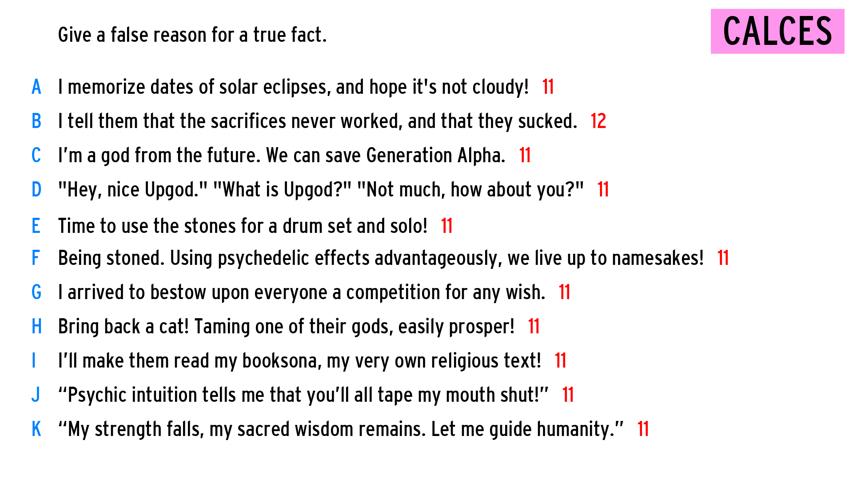 Give a false reason for a true fact.
CALCES
A I memorize dates of solar eclipses, and hope it's not cloudy! 11
B I tell them that the sacrifices never worked, and that they sucked. 12
C I'm a god from the future. We can save Generation Alpha. 11
D "Hey, nice Upgod." "What is Upgod?" "Not much, how about you?" 11
E Time to use the stones for a drum set and solo! 11
F Being stoned. Using psychedelic effects advantageously, we live up to namesakes! 11
G I arrived to bestow upon everyone a competition for any wish. 11
H Bring back a cat! Taming one of their gods, easily prosper! 11
I I'll make them read my booksona, my very own religious text! 11
J “Psychic intuition tells me that you'll all tape my mouth shut!” 11
K “My strength falls, my sacred wisdom remains. Let me guide humanity.” 11